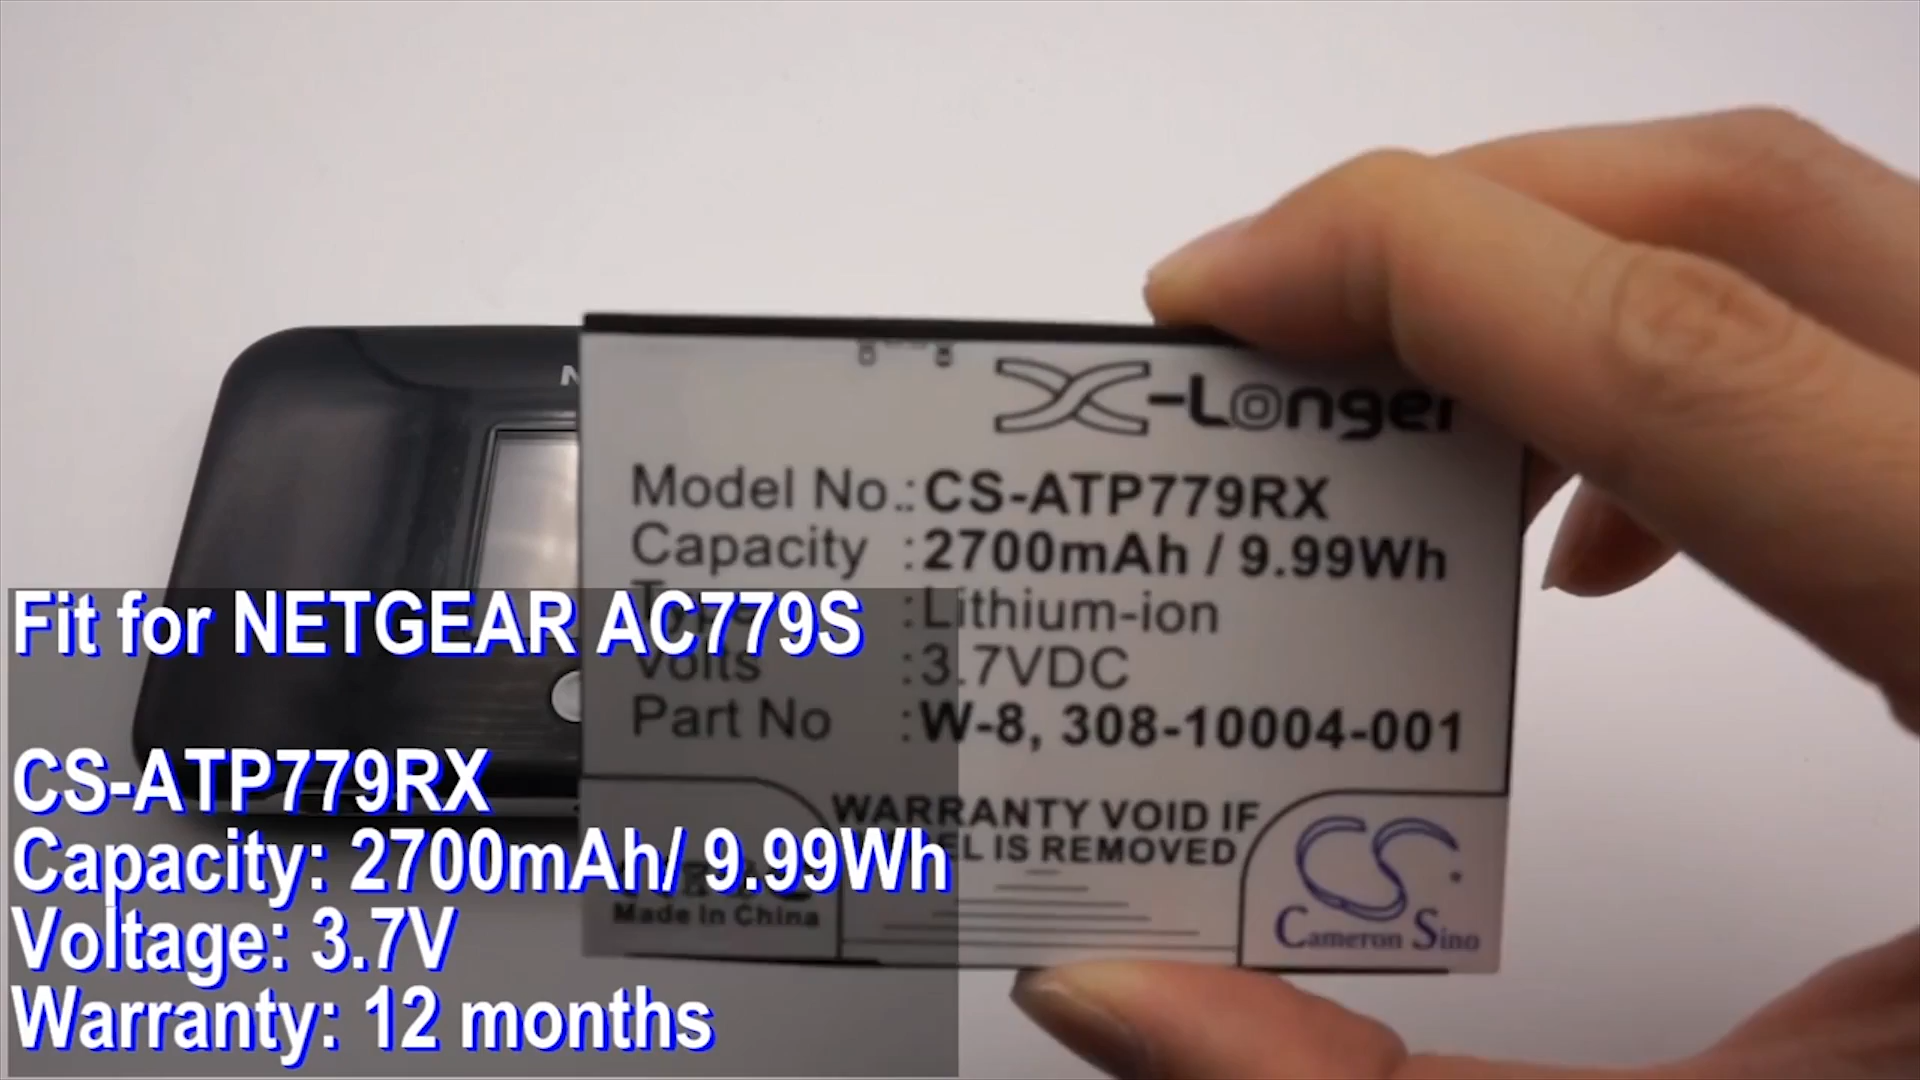 X-Longer
Model No.: CS-ATP779RX
Capacity : 2700mAh / 9.99Wh
Type : Lithium-ion
Volts : 3.7VDC
Part No : W-8, 308-10004-001
WARRANTY VOID IF
IS REMOVED
Made In China
CS
Cameron Sino
Fit for NETGEAR AC779S
CS-ATP779RX
Capacity: 2700mAh/ 9.99Wh
Voltage: 3.7V
Warranty: 12 months